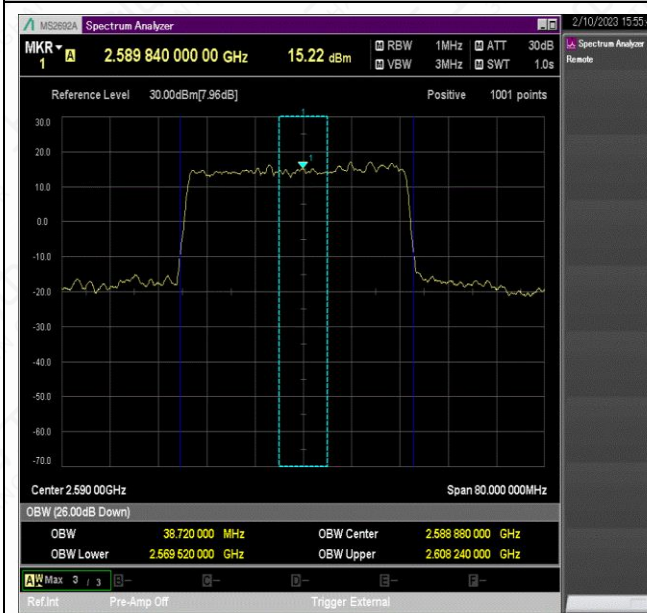 MS2692A Spectrum Analyzer 2/10/2023 15:55
MKR 1 A 2.589 840 000 00 GHz 15.22 dBm M RBW 1MHz M ATT 30dB
M VBW 3MHz M SWT 1.0s
Spectrum Analyzer
Remote
Reference Level 30.00dBm[7.96dB] Positive 1001 points
30.0
20.0
10.0
0.0
-10.0
-20.0
-30.0
-40.0
-50.0
-60.0
-70.0
1
1
Center 2.590 00GHz Span 80.000 000MHz
OBW (26.00dB Down)
OBW 38.720 000 MHz OBW Center 2.588 880 000 GHz
OBW Lower 2.569 520 000 GHz OBW Upper 2.608 240 000 GHz
A W Max 3 / 3 B- C- D- E- F-
Ref.Int Pre-Amp Off Trigger External